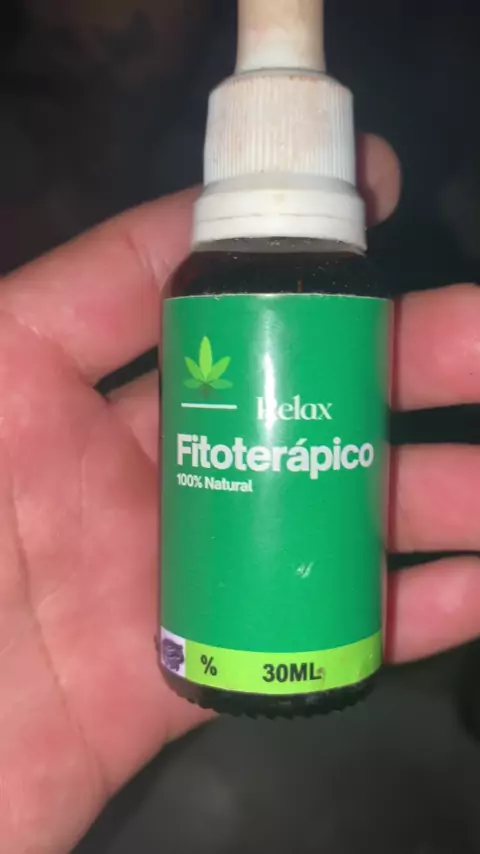 Relax
Fitoterápico
100% Natural
% 30ML